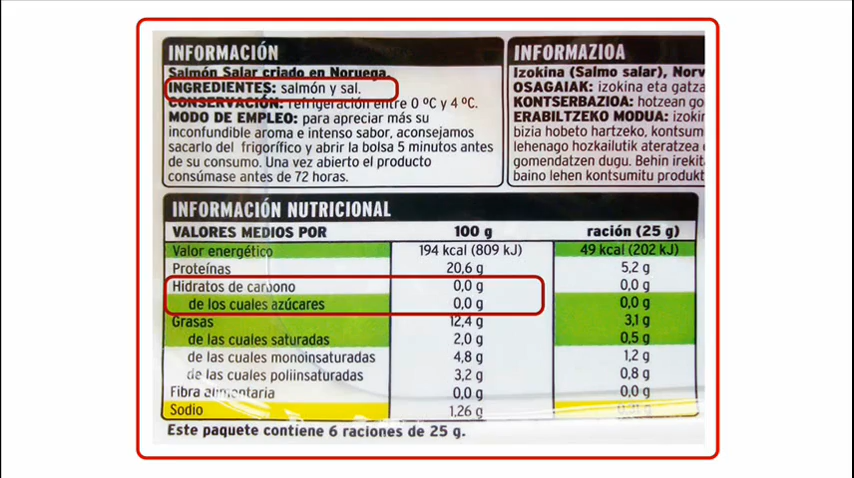 INFORMACIÓN
Salmón Salar criado en Noruega.
INGREDIENTES: salmón y sal.
CONSERVACIÓN: refrigeración entre 0 ºC y 4 ºC.
MODO DE EMPLEO: para apreciar más su
inconfundible aroma e intenso sabor, aconsejamos
sacarlo del frigorífico y abrir la bolsa 5 minutos antes
de su consumo. Una vez abierto el producto
consúmase antes de 72 horas.
INFORMAZIOA
Izokina (Salmo salar), Norv
OSAGAIAK: izokina eta gatza
KONTSERBAZIOA: hotzean go
ERABILTZEKO MODUA: izokin
bizia hobeto hartzeko, kontsum
lehenago hozkailutik ateratzea
gomendatzen dugu. Behin irekit
baino lehen kontsumitu produkt
INFORMACIÓN NUTRICIONAL
VALORES MEDIOS POR 100 g ración (25 g)
Valor energético 194 kcal (809 kJ) 49 kcal (202 kJ)
Proteínas 20,6 g 5,2 g
Hidratos de carbono 0,0 g 0,0 g
de los cuales azúcares 0,0 g 0,0 g
Grasas 12,4 g 3,1 g
de las cuales saturadas 2,0 g 0,5 g
de las cuales monoinsaturadas 4,8 g 1,2 g
de las cuales poliinsaturadas 3,2 g 0,8 g
Fibra alimentaria 0,0 g 0,0 g
Sodio 1,26 g
Este paquete contiene 6 raciones de 25 g.